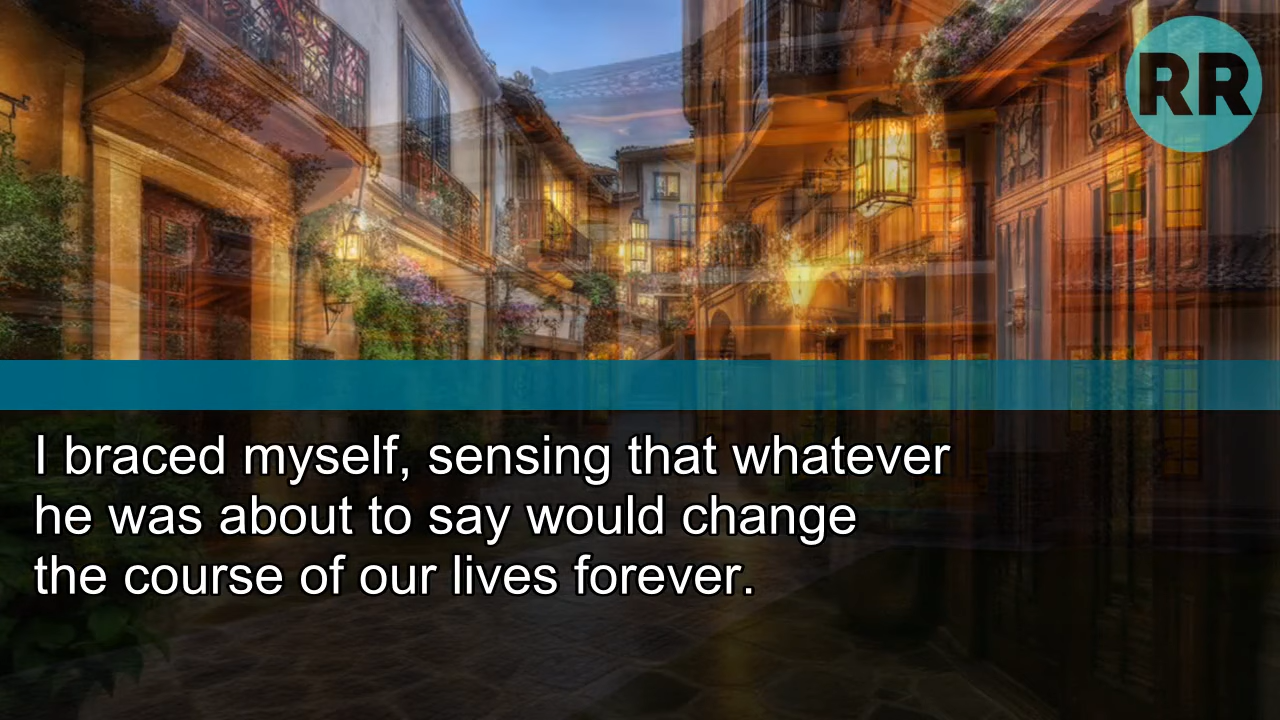 RR
I braced myself, sensing that whatever
he was about to say would change
the course of our lives forever.